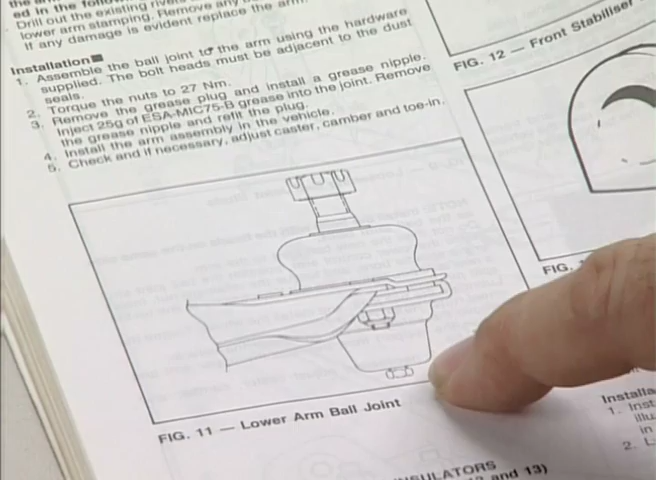 ed in the following
Drill out the existing rivets
lower arm stamping. Remove any
If any damage is evident replace the arm
Installation
1. Assemble the ball joint to the arm using the hardware
supplied. The bolt heads must be adjacent to the dust
seals.
2. Torque the nuts to 27 Nm.
3. Remove the grease plug and install a grease nipple.
Inject 25g of ESA-MIC75-B grease into the joint. Remove
the grease nipple and refit the plug.
4. Install the arm assembly in the vehicle.
5. Check and if necessary, adjust caster, camber and toe-in.
FIG. 11 — Lower Arm Ball Joint
INSULATORS
and 13)
FIG. 12 — Front Stabiliser
FIG.
Installa
1. Inst
illu
in
2. L